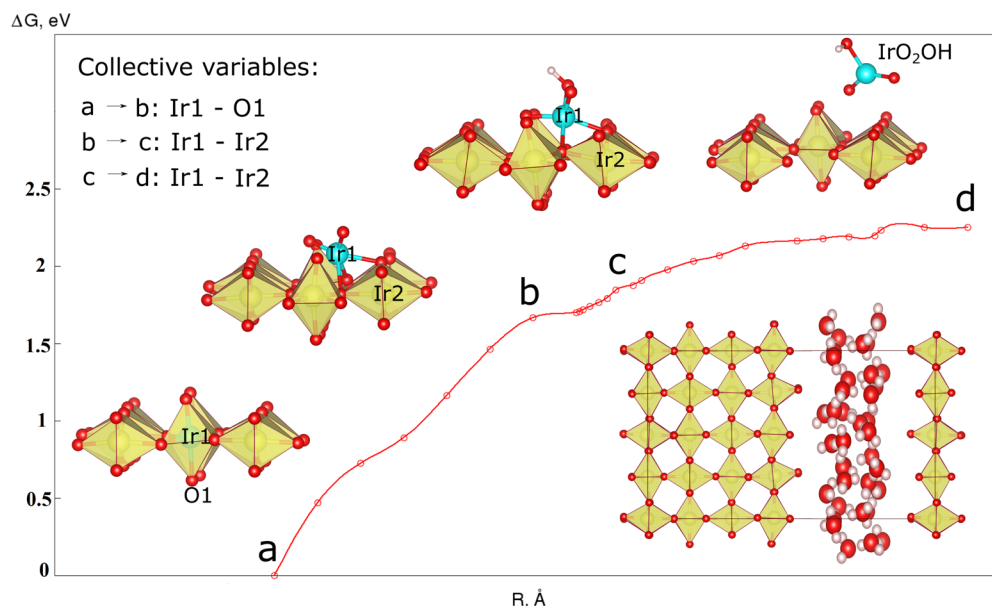 ΔG, eV
Collective variables:
a → b: Ir1 - O1
b → c: Ir1 - Ir2
c → d: Ir1 - Ir2
IrO₂OH
Ir1
Ir2
2.5
2
1.5
1
0.5
0
Ir1
Ir2
Ir1
O1
a
b
c
d
R, Å